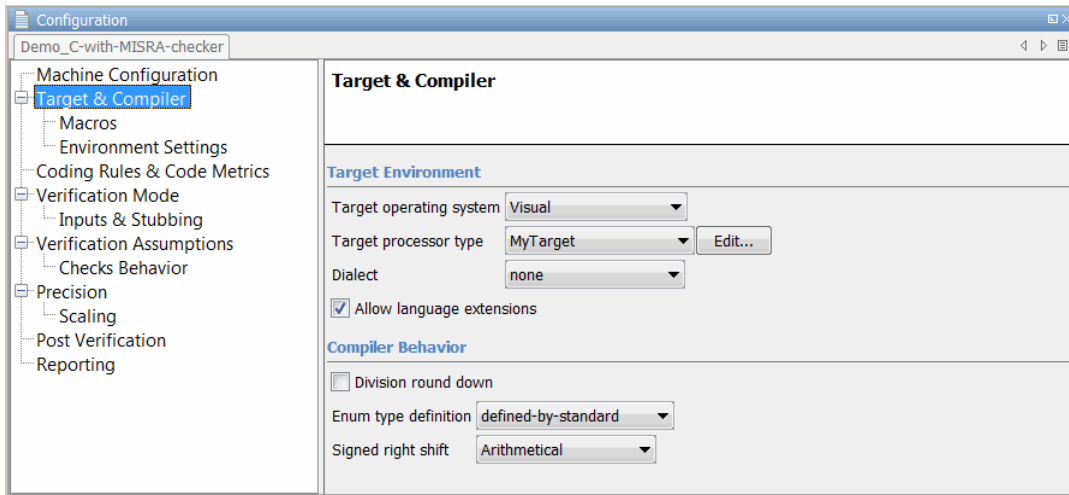 Configuration
Demo_C-with-MISRA-checker
Machine Configuration
Target & Compiler
Macros
Environment Settings
Coding Rules & Code Metrics
Verification Mode
Inputs & Stubbing
Verification Assumptions
Checks Behavior
Precision
Scaling
Post Verification
Reporting
Target & Compiler
Target Environment
Target operating system Visual
Target processor type MyTarget Edit...
Dialect none
Allow language extensions
Compiler Behavior
Division round down
Enum type definition defined-by-standard
Signed right shift Arithmetical